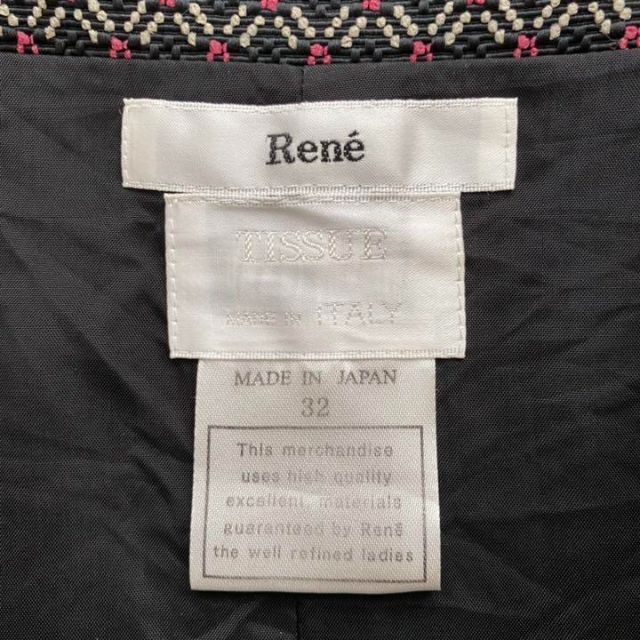 René
TISSUE
MADE IN ITALY
MADE IN JAPAN
32
This merchandise
uses high quality
excellent materials
guaranteed by René
the well refined ladies